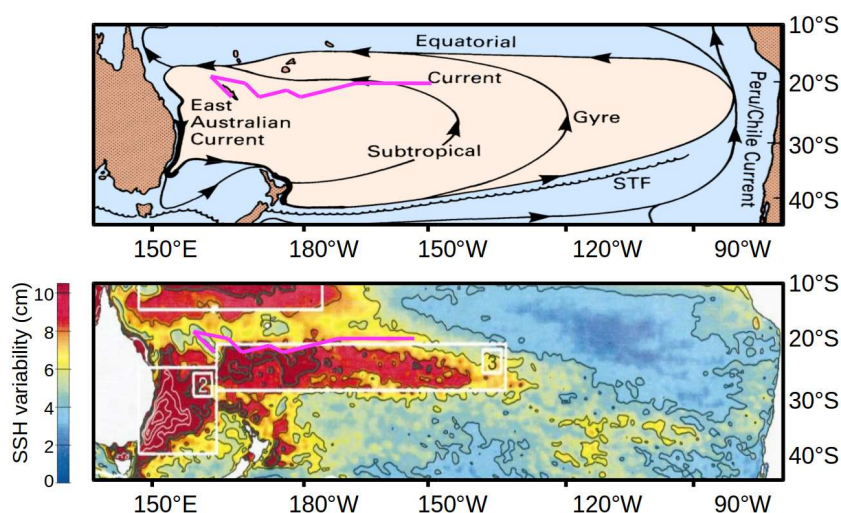 10°S
Equatorial
Current
20°S
East
Australian
Current
Gyre
Peru/Chile Current
30°S
Subtropical
STF
40°S
150°E 180°W 150°W 120°W 90°W
SSH variability (cm)
10
8
6
4
2
0
10°S
20°S
3
2
30°S
40°S
150°E 180°W 150°W 120°W 90°W